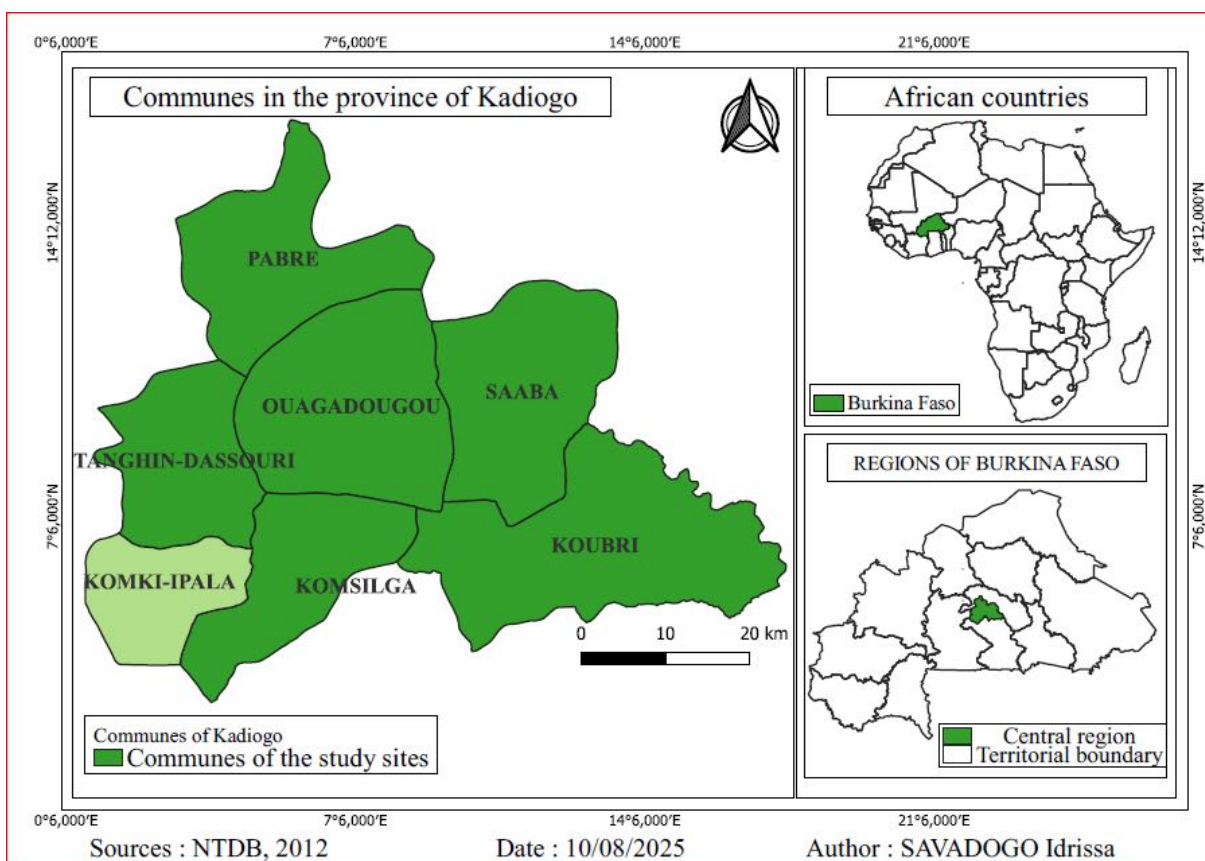 0°6,000′E 7°6,000′E 14°6,000′E 21°6,000′E
Communes in the province of Kadiogo
African countries
14°12,000′N
14°12,000′N
PABRE
OUAGADOUGOU
SAABA
TANGHIN-DASSOURI
Burkina Faso
REGIONS OF BURKINA FASO
7°6,000′N
7°6,000′N
KOUBRI
KOMKI-IPALA
KOMSILGA
0 10 20 km
Communes of Kadiogo
Communes of the study sites
Central region
Territorial boundary
0°6,000′E 7°6,000′E 14°6,000′E 21°6,000′E
Sources : NTDB, 2012 Date : 10/08/2025 Author : SAVADOGO Idrissa